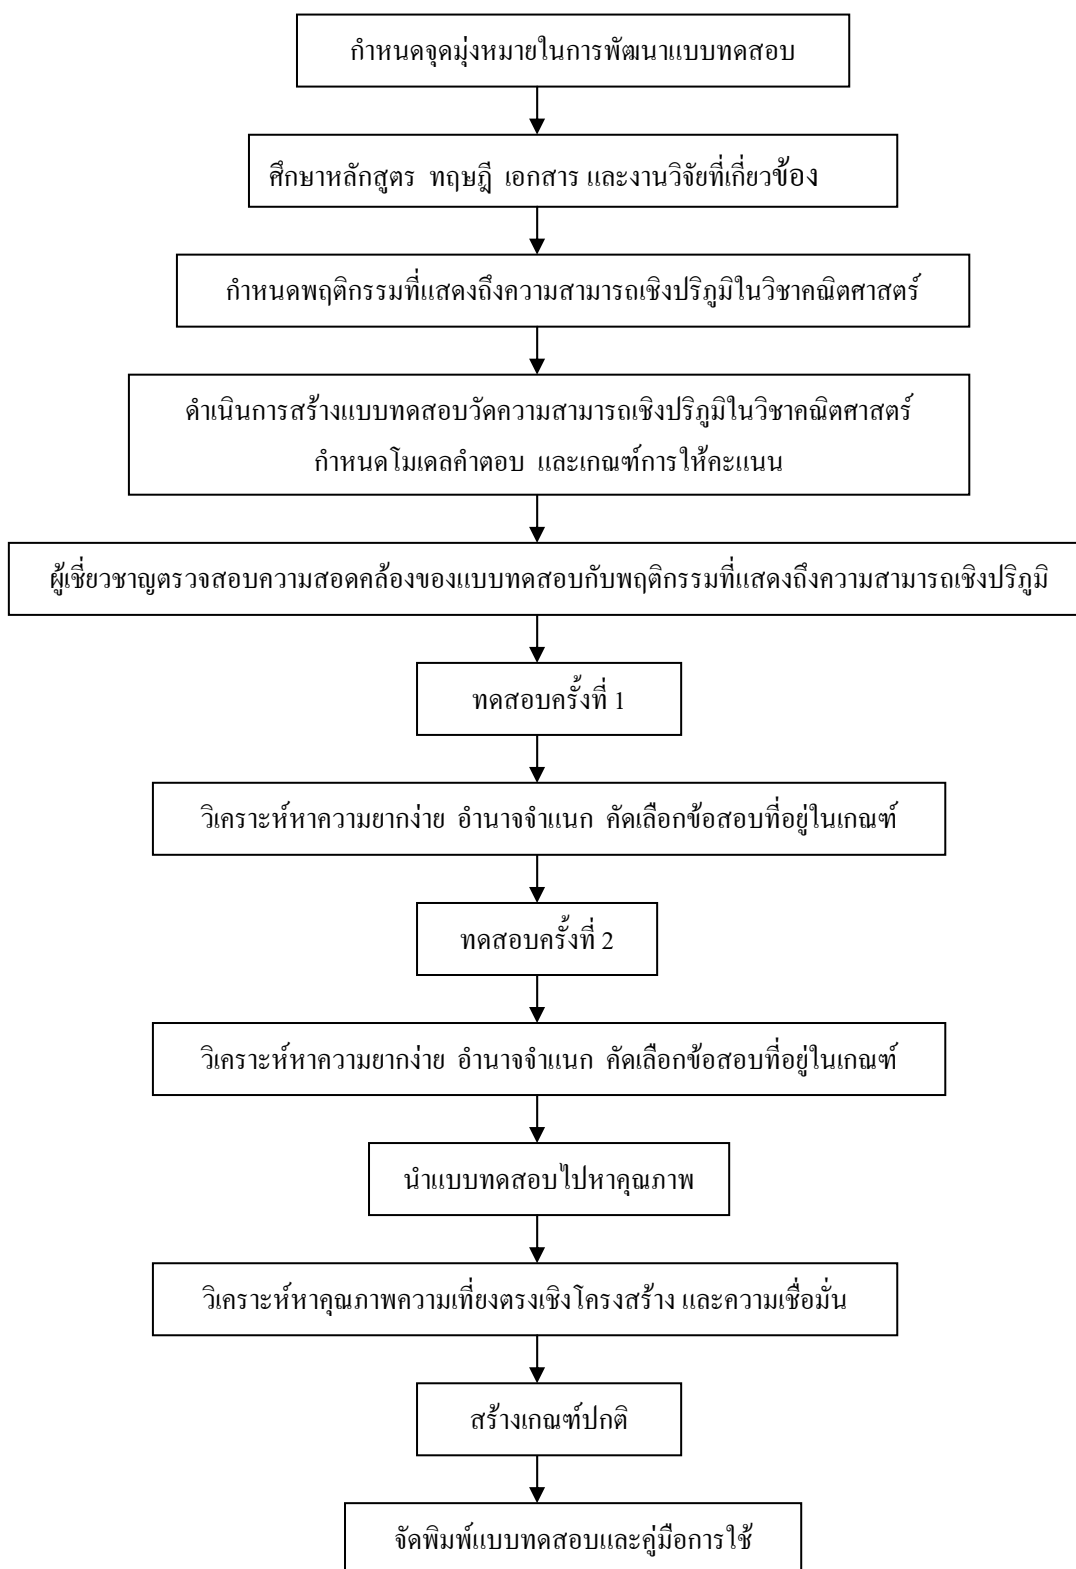 กำหนดจุดมุ่งหมายในการพัฒนาแบบทดสอบ
ศึกษาหลักสูตร ทฤษฎี เอกสาร และงานวิจัยที่เกี่ยวข้อง
กำหนดพฤติกรรมที่แสดงถึงความสามารถเชิงปริภูมิในวิชาคณิตศาสตร์
ดำเนินการสร้างแบบทดสอบวัดความสามารถเชิงปริภูมิในวิชาคณิตศาสตร์
กำหนดโมเดลคำตอบ และเกณฑ์การให้คะแนน
ผู้เชี่ยวชาญตรวจสอบความสอดคล้องของแบบทดสอบกับพฤติกรรมที่แสดงถึงความสามารถเชิงปริภูมิ
ทดสอบครั้งที่ 1
วิเคราะห์หาความยากง่าย อำนาจจำแนก คัดเลือกข้อสอบที่อยู่ในเกณฑ์
ทดสอบครั้งที่ 2
วิเคราะห์หาความยากง่าย อำนาจจำแนก คัดเลือกข้อสอบที่อยู่ในเกณฑ์
นำแบบทดสอบไปหาคุณภาพ
วิเคราะห์หาคุณภาพความเที่ยงตรงเชิงโครงสร้าง และความเชื่อมั่น
สร้างเกณฑ์ปกติ
จัดพิมพ์แบบทดสอบและคู่มือการใช้